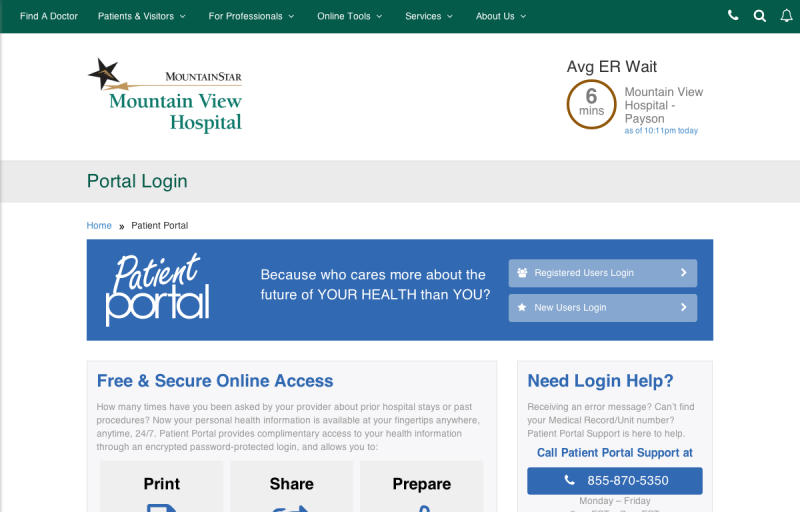 Find A Doctor Patients & Visitors For Professionals Online Tools Services About Us
MOUNTAINSTAR
Mountain View
Hospital
Avg ER Wait
6
mins
Mountain View
Hospital -
Payson
as of 10:11pm today
Portal Login
Home » Patient Portal
Patient
portal
Because who cares more about the
future of YOUR HEALTH than YOU?
Registered Users Login
New Users Login
Free & Secure Online Access
How many times have you been asked by your provider about prior hospital stays or past
procedures? Now your personal health information is available at your fingertips anywhere,
anytime, 24/7. Patient Portal provides complimentary access to your health information
through an encrypted password-protected login, and allows you to:
Print
Share
Prepare
Need Login Help?
Receiving an error message? Can't find
your Medical Record/Unit number?
Patient Portal Support is here to help.
Call Patient Portal Support at
855-870-5350
Monday – Friday